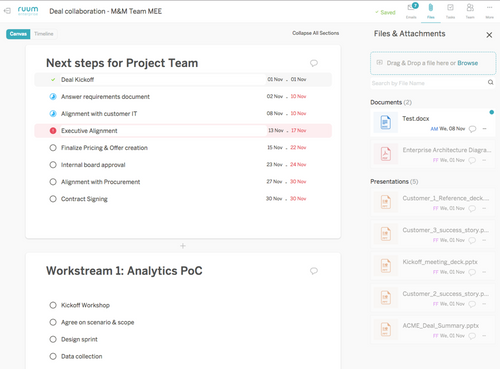 ruum
Deal collaboration - M&M Team MEE
Saved
7
Emails
Files
Tables
Team
More
Canvas
Timeline
Collapse All Sections
Files & Attachments
Next steps for Project Team
Deal Kickoff
01 Nov - 01 Nov
Answer requirements document
02 Nov - 10 Nov
Alignment with customer IT
08 Nov - 10 Nov
Executive Alignment
13 Nov - 17 Nov
Finalize Pricing & Offer creation
15 Nov - 22 Nov
Internal board approval
23 Nov - 24 Nov
Alignment with Procurement
27 Nov - 30 Nov
Contract Signing
30 Nov - 30 Nov
Workstream 1: Analytics PoC
Kickoff Workshop
Agree on scenario & scope
Design sprint
Data collection
Drag & Drop a file here or Browse
Search by File Name
Documents (2)
Test.docx
AM We, 08 Nov
Enterprise Architecture Diagra...
FF We, 01 Nov
Presentations (5)
Customer_1_Reference_deck....
FF We, 01 Nov
Customer_3_success_story.p...
FF We, 01 Nov
Kickoff_meeting_deck.pptx
FF We, 01 Nov
Customer_2_success_story.p...
FF We, 01 Nov
ACME_Deal_Summary.pptx
FF We, 01 Nov